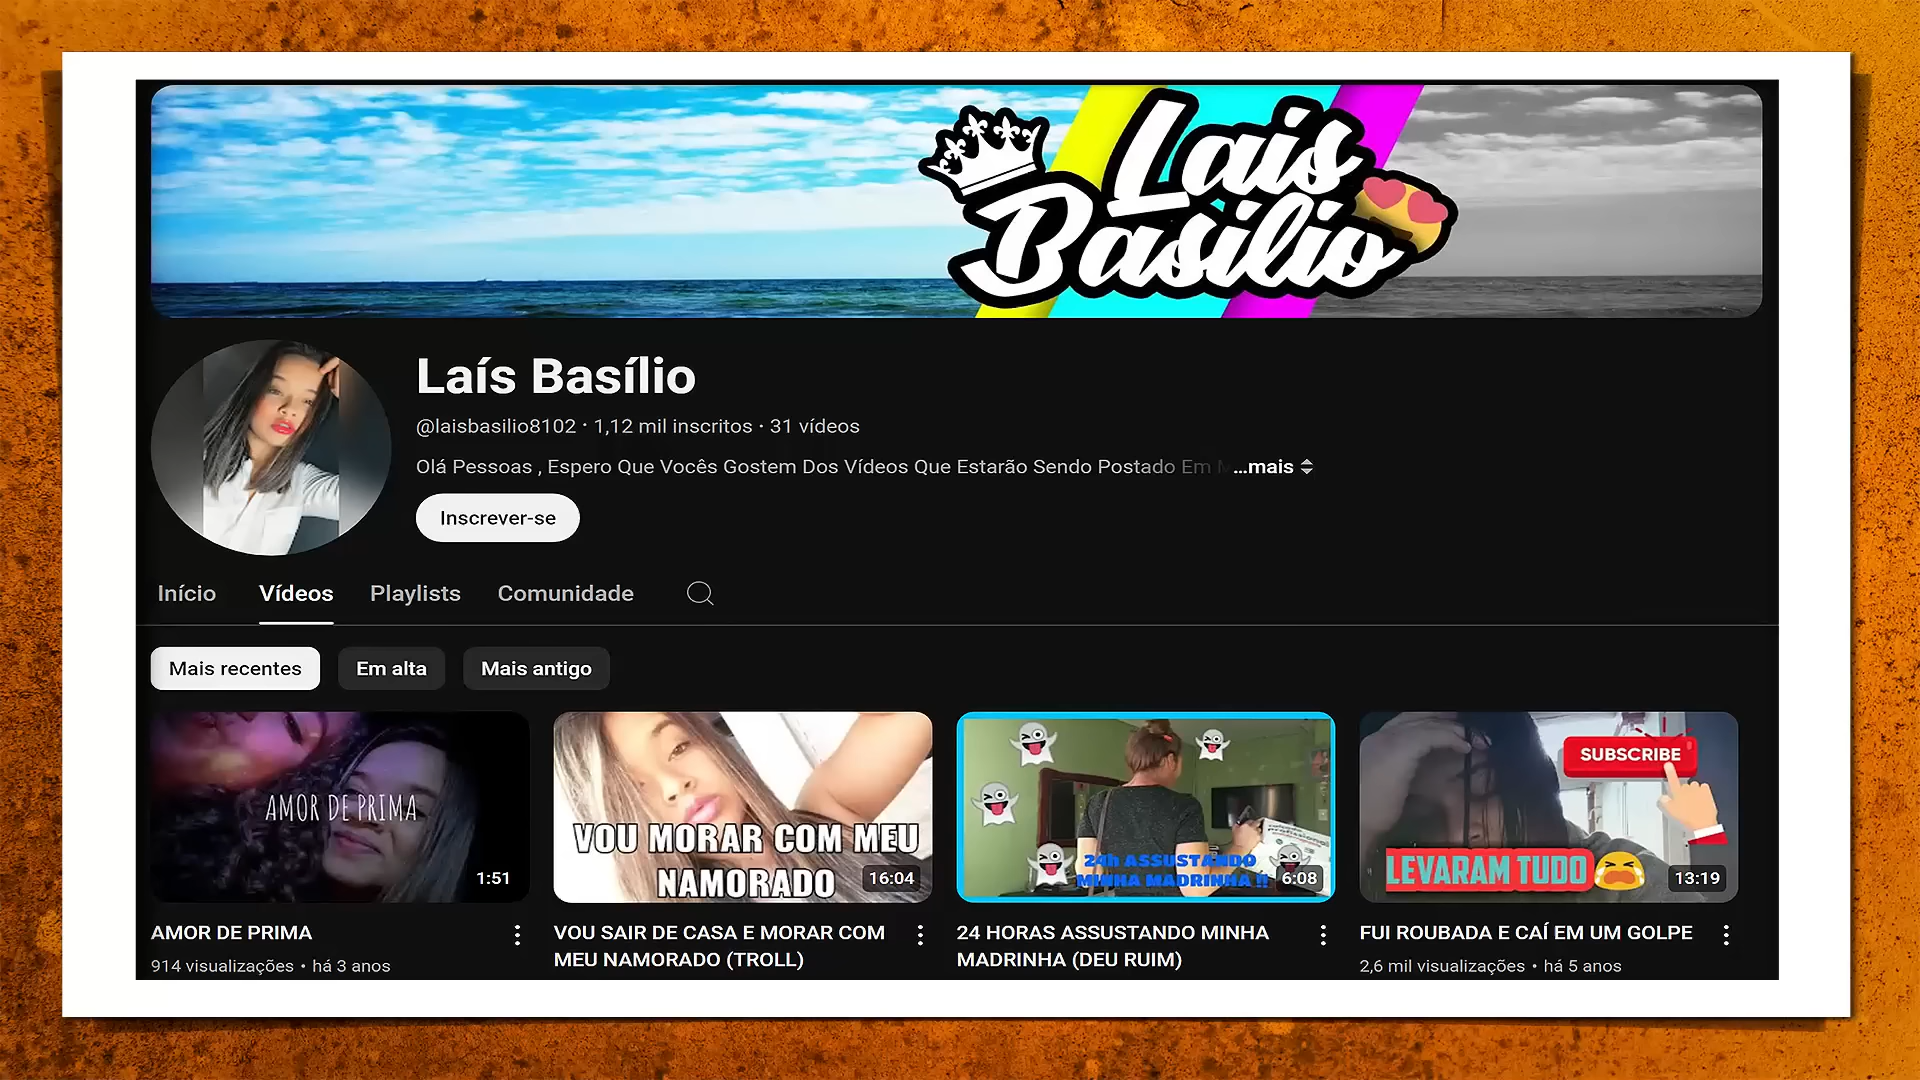 Lais
Basilio
Laís Basílio
@laisbasilio8102 · 1,12 mil inscritos · 31 vídeos
Olá Pessoas , Espero Que Vocês Gostem Dos Vídeos Que Estarão Sendo Postado Em M ...mais
Inscrever-se
Início Vídeos Playlists Comunidade
Mais recentes Em alta Mais antigo
AMOR DE PRIMA
1:51
VOU MORAR COM MEU
NAMORADO
16:04
24h ASSUSTANDO
MINHA MADRINHA !!
6:08
SUBSCRIBE
LEVARAM TUDO
13:19
AMOR DE PRIMA
914 visualizações • há 3 anos
VOU SAIR DE CASA E MORAR COM
MEU NAMORADO (TROLL)
24 HORAS ASSUSTANDO MINHA
MADRINHA (DEU RUIM)
FUI ROUBADA E CAÍ EM UM GOLPE
2,6 mil visualizações • há 5 anos